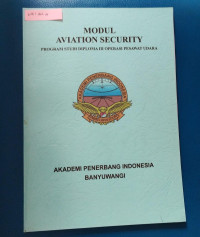 MODUL
AVIATION SECURITY
PROGRAM STUDI DIPLOMA III OPERASI PESAWAT UDARA
AKADEMI PENERBANG INDONESIA
BANYUWANGI